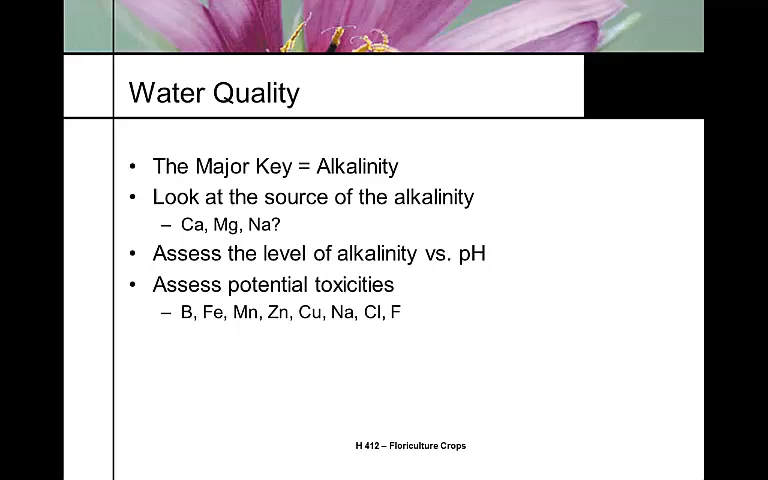 Water Quality
• The Major Key = Alkalinity
• Look at the source of the alkalinity
– Ca, Mg, Na?
• Assess the level of alkalinity vs. pH
• Assess potential toxicities
– B, Fe, Mn, Zn, Cu, Na, Cl, F
H 412 – Floriculture Crops